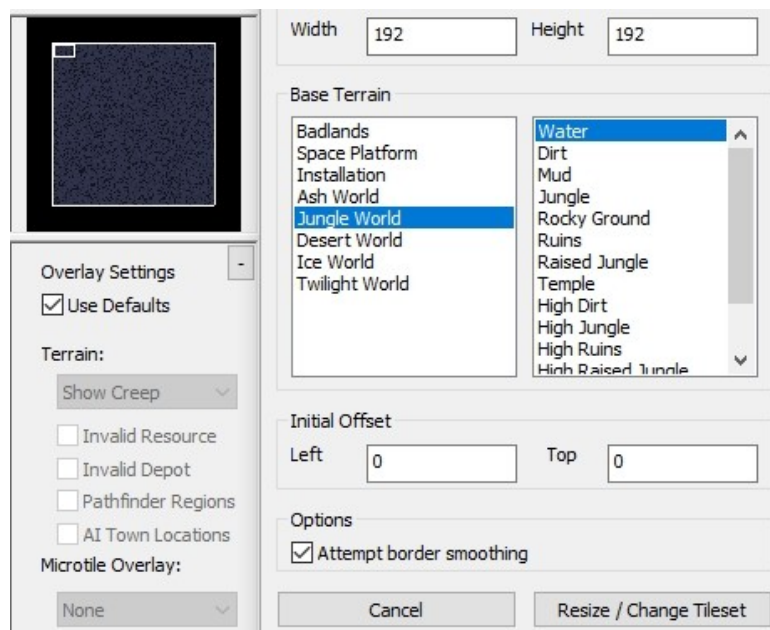 Width 192 Height 192
Base Terrain
Badlands
Space Platform
Installation
Ash World
Jungle World
Desert World
Ice World
Twilight World
Water
Dirt
Mud
Jungle
Rocky Ground
Ruins
Raised Jungle
Temple
High Dirt
High Jungle
High Ruins
High Raised Jungle
Initial Offset
Left 0 Top 0
Options
Attempt border smoothing
Cancel Resize / Change Tileset
Overlay Settings -
Use Defaults
Terrain:
Show Creep
Invalid Resource
Invalid Depot
Pathfinder Regions
AI Town Locations
Microtile Overlay:
None